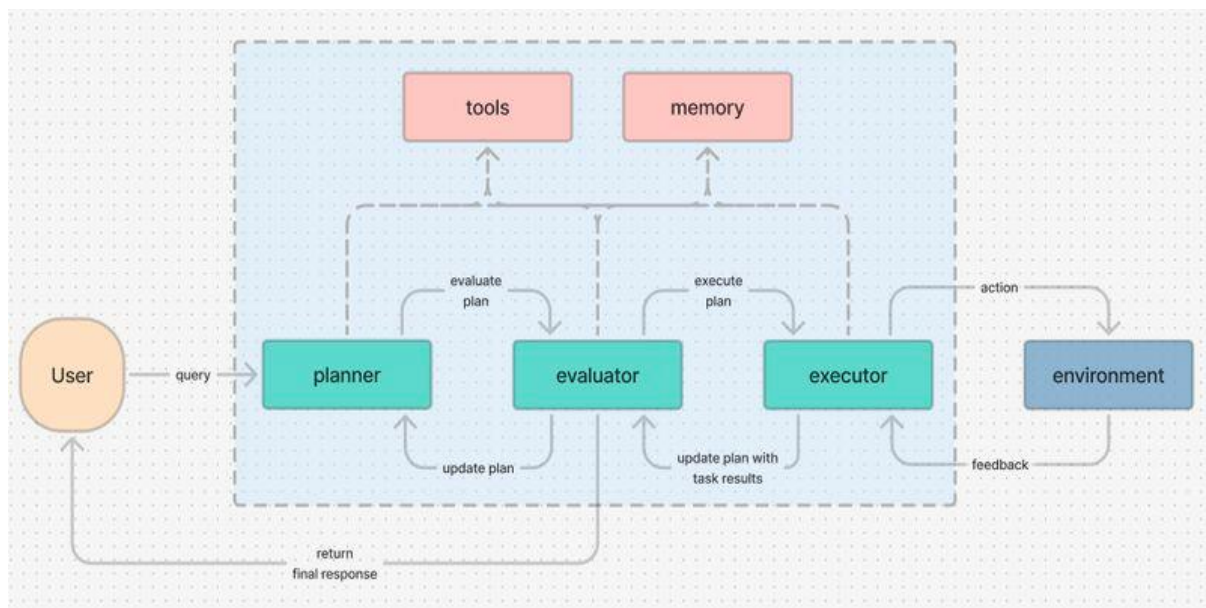 tools
memory
evaluate
plan
execute
plan
action
User
query
planner
evaluator
executor
environment
update plan
update plan with
task results
feedback
return
final response